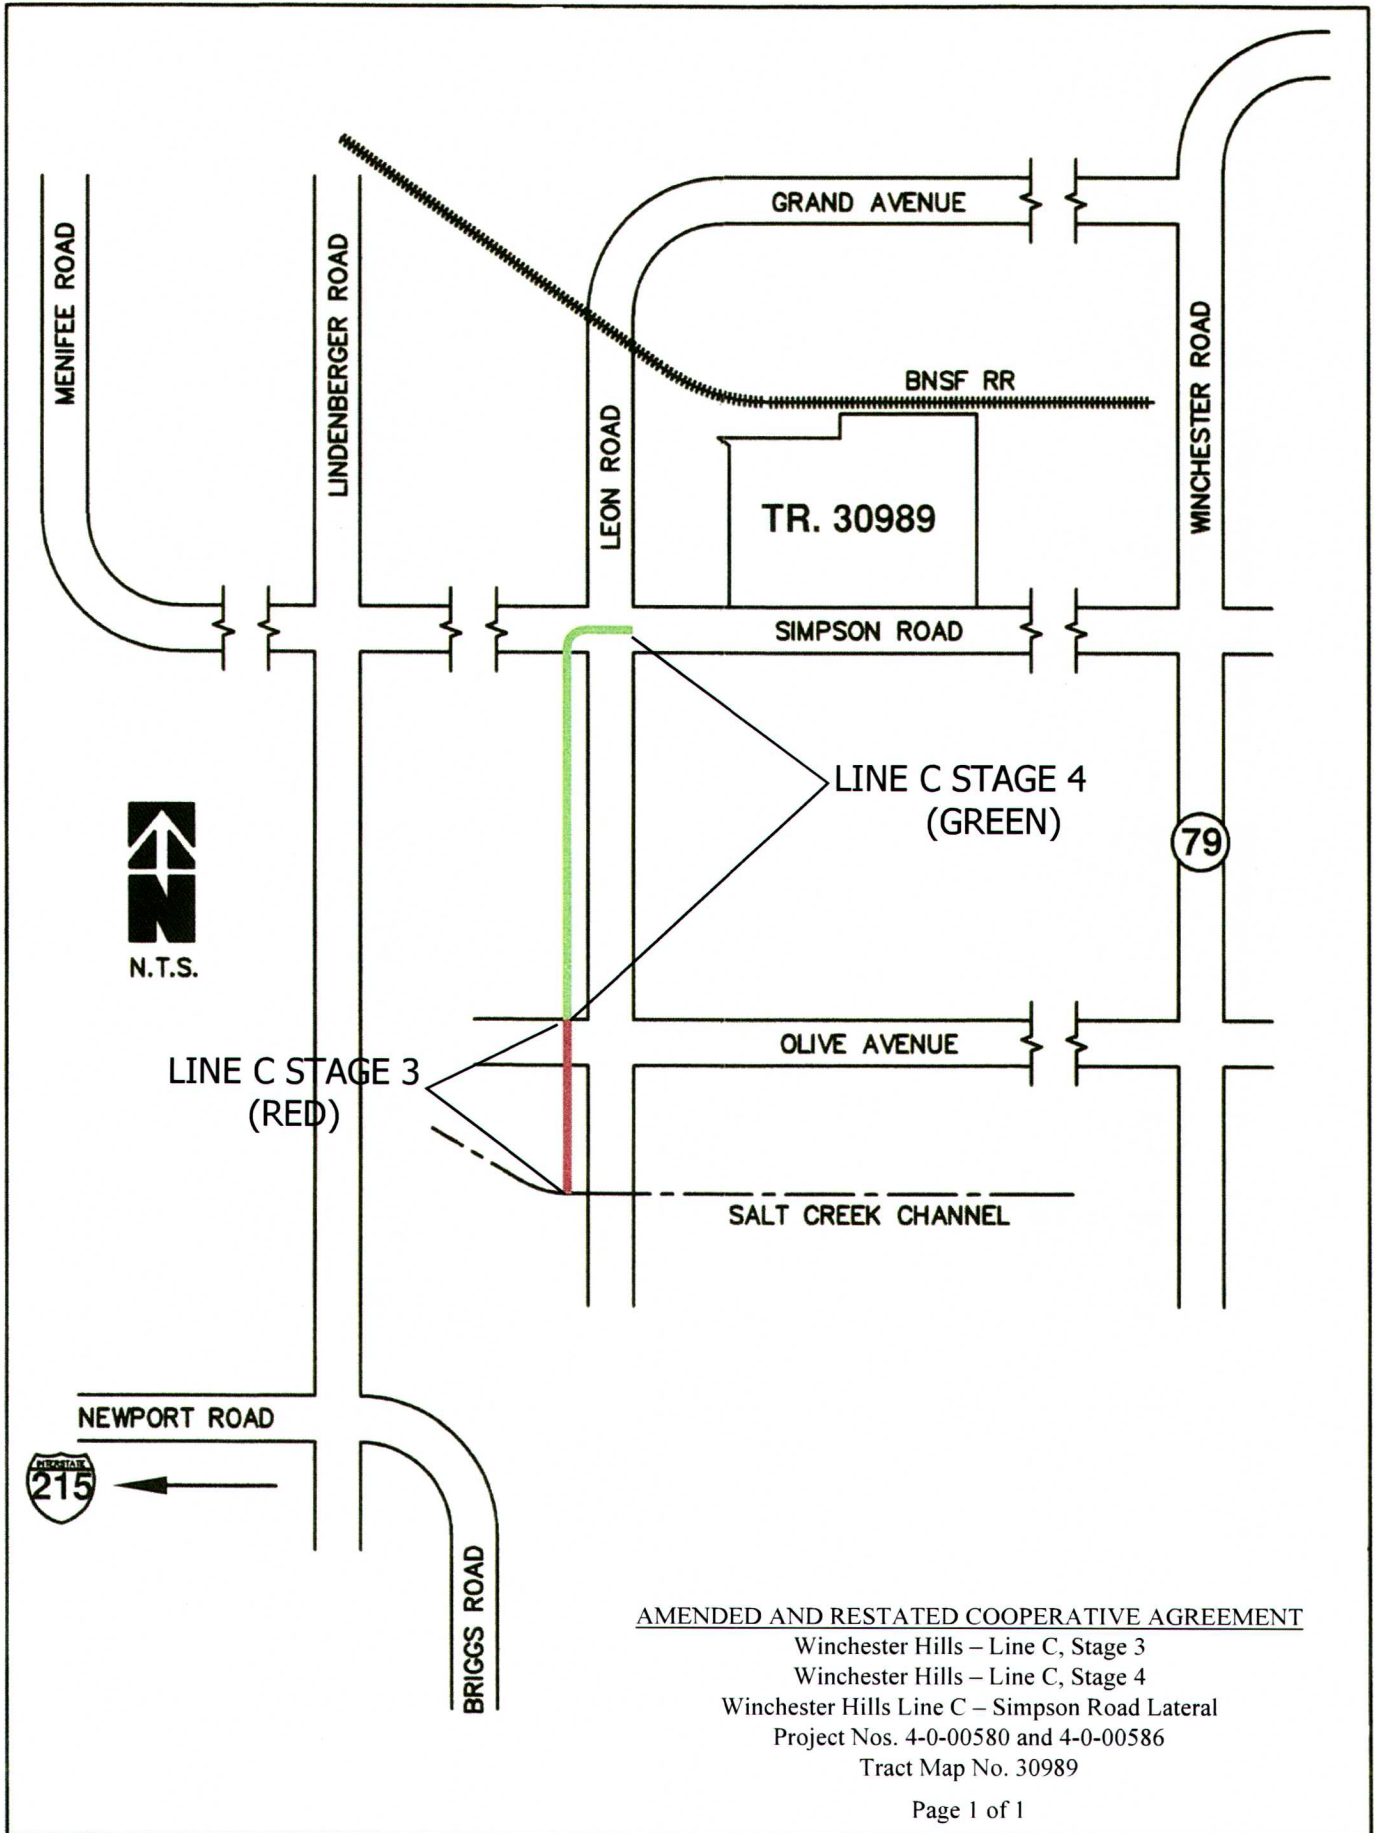 GRAND AVENUE
MENIFEE ROAD
LINDENBERGER ROAD
LEON ROAD
BNSF RR
WINCHESTER ROAD
TR. 30989
SIMPSON ROAD
LINE C STAGE 4
(GREEN)
79
N
N.T.S.
OLIVE AVENUE
LINE C STAGE 3
(RED)
SALT CREEK CHANNEL
NEWPORT ROAD
INTERSTATE
215
BRIGGS ROAD
AMENDED AND RESTATED COOPERATIVE AGREEMENT
Winchester Hills – Line C, Stage 3
Winchester Hills – Line C, Stage 4
Winchester Hills Line C – Simpson Road Lateral
Project Nos. 4-0-00580 and 4-0-00586
Tract Map No. 30989
Page 1 of 1